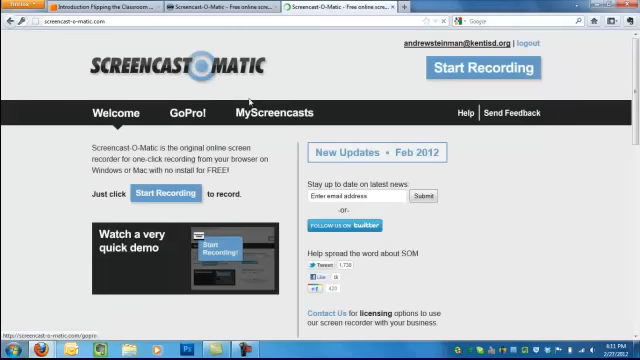 Firefox
Introduction Flipping the Classroom ...
Screencast-O-Matic - Free online scre...
Screencast-O-Matic - Free online scre...
screencast-o-matic.com
Google
andrewsteinman@kentisd.org | logout
SCREENCAST-O-MATIC
Start Recording
Welcome
GoPro!
MyScreencasts
Help
Send Feedback
Screencast-O-Matic is the original online screen
recorder for one-click recording from your browser on
Windows or Mac with no install for FREE!
Just click Start Recording to record.
Watch a very
quick demo
Start
Recording!
New Updates • Feb 2012
Stay up to date on latest news:
Enter email address
Submit
-or-
FOLLOW US ON twitter
Help spread the word about SOM
Tweet 1,738
Like 1k
+1 420
Contact Us for licensing options to use
our screen recorder with your business.
http://screencast-o-matic.com/gopro
Ps
4:11 PM
2/27/2012